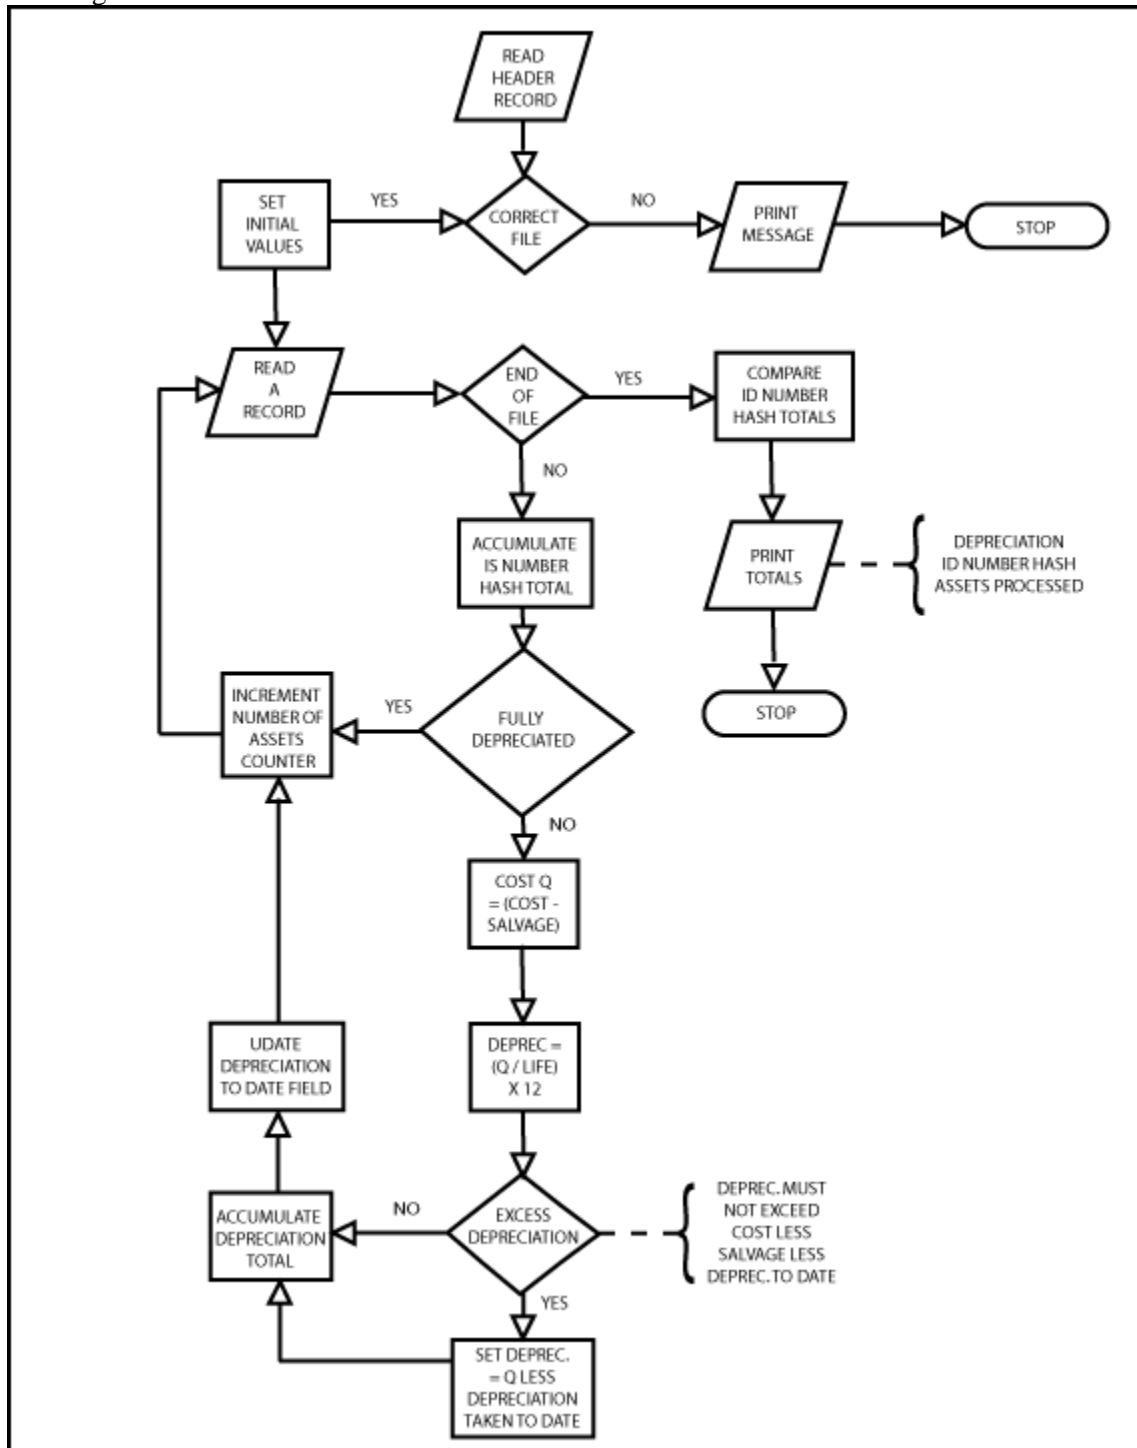 READ
HEADER
RECORD
SET
INITIAL
VALUES
YES
CORRECT
FILE
NO
PRINT
MESSAGE
STOP
READ
A
RECORD
END
OF
FILE
YES
COMPARE
ID NUMBER
HASH TOTALS
NO
ACCUMULATE
IS NUMBER
HASH TOTAL
PRINT
TOTALS
DEPRECIATION
ID NUMBER HASH
ASSETS PROCESSED
STOP
INCREMENT
NUMBER OF
ASSETS
COUNTER
YES
FULLY
DEPRECIATED
NO
COST Q
= (COST -
SALVAGE)
UDATE
DEPRECIATION
TO DATE FIELD
DEPREC =
(Q / LIFE)
X 12
ACCUMULATE
DEPRECIATION
TOTAL
NO
EXCESS
DEPRECIATION
DEPREC. MUST
NOT EXCEED
COST LESS
SALVAGE LESS
DEPREC. TO DATE
YES
SET DEPREC.
= Q LESS
DEPRECIATION
TAKEN TO DATE